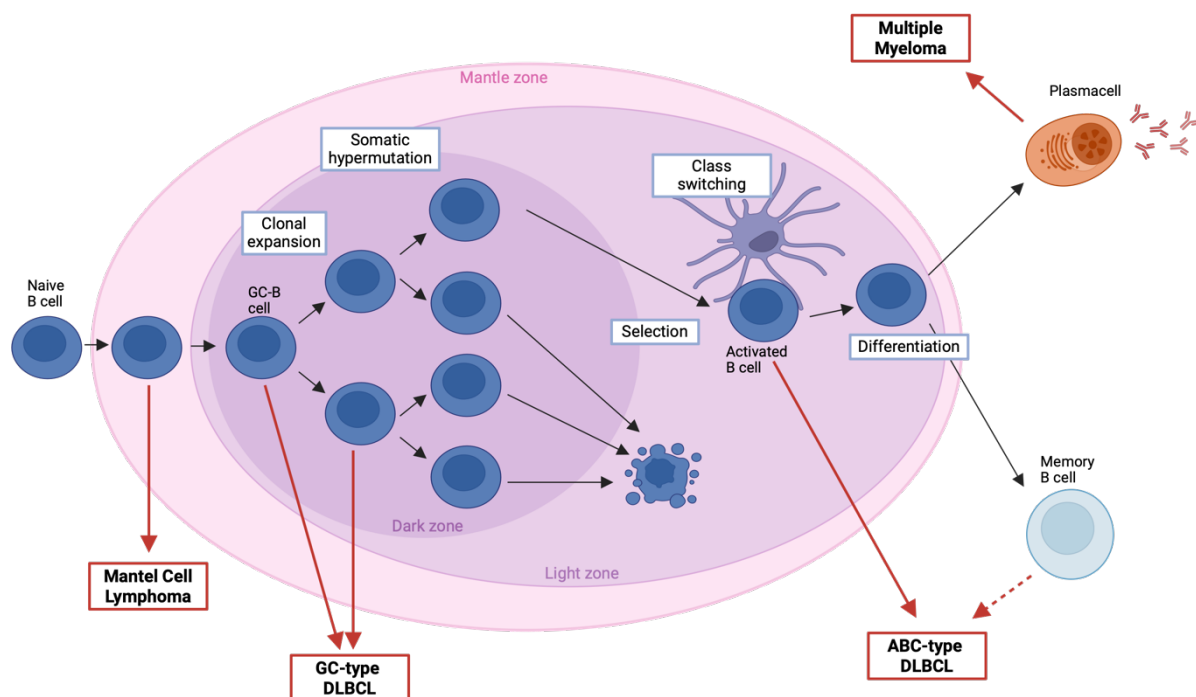 Multiple
Myeloma
Mantle zone
Plasmacell
Somatic
hypermutation
Class
switching
Clonal
expansion
Naive
B cell
GC-B
cell
Selection
Activated
B cell
Differentiation
Memory
B cell
Dark zone
Light zone
Mantel Cell
Lymphoma
GC-type
DLBCL
ABC-type
DLBCL